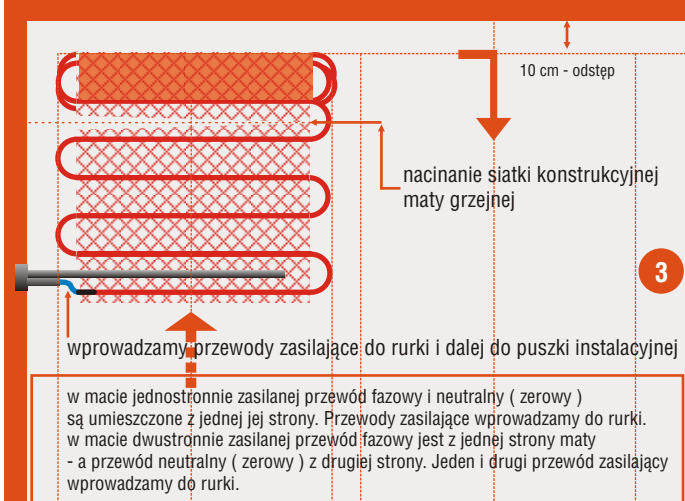 10 cm - odstęp
nacinanie siatki konstrukcyjnej
maty grzejnej
3
wprowadzamy przewody zasilające do rurki i dalej do puszki instalacyjnej
w macie jednostronnie zasilanej przewód fazowy i neutralny ( zerowy )
są umieszczone z jednej jej strony. Przewody zasilające wprowadzamy do rurki.
w macie dwustronnie zasilanej przewód fazowy jest z jednej strony maty
- a przewód neutralny ( zerowy ) z drugiej strony. Jeden i drugi przewód zasilający
wprowadzamy do rurki.